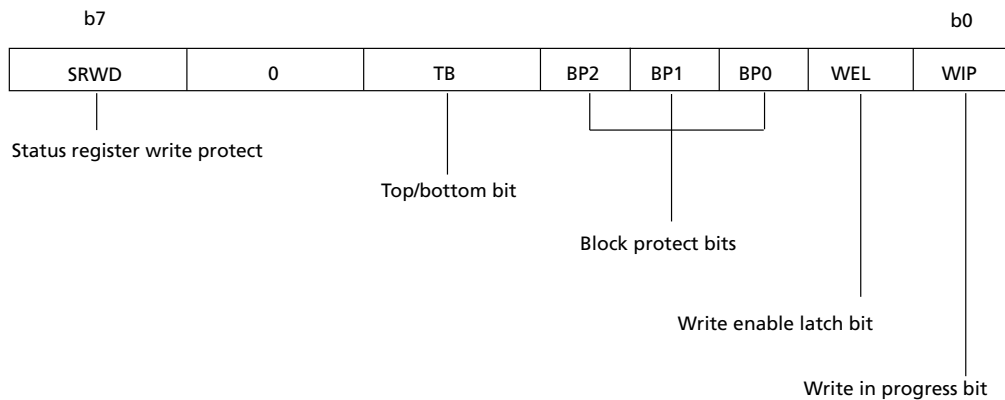 b7 b0
SRWD 0 TB BP2 BP1 BP0 WEL WIP
Status register write protect
Top/bottom bit
Block protect bits
Write enable latch bit
Write in progress bit